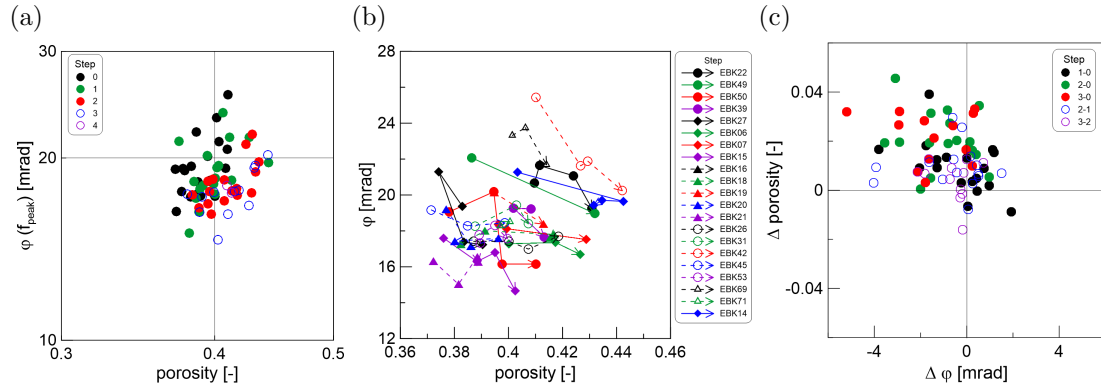 (a)
30
20
10
φ (fpeak) [mrad]
0.3
0.4
0.5
porosity [-]
Step
0
1
2
3
4
(b)
28
24
20
16
12
φ [mrad]
0.36
0.38
0.4
0.42
0.44
0.46
porosity [-]
Step
EBK22
EBK49
EBK50
EBK39
EBK27
EBK06
EBK07
EBK15
EBK16
EBK18
EBK19
EBK20
EBK21
EBK26
EBK31
EBK42
EBK45
EBK53
EBK69
EBK71
EBK14
(c)
0.04
0
-0.04
Δ porosity [-]
-4
0
4
Δ φ [mrad]
Step
1-0
2-0
3-0
2-1
3-2